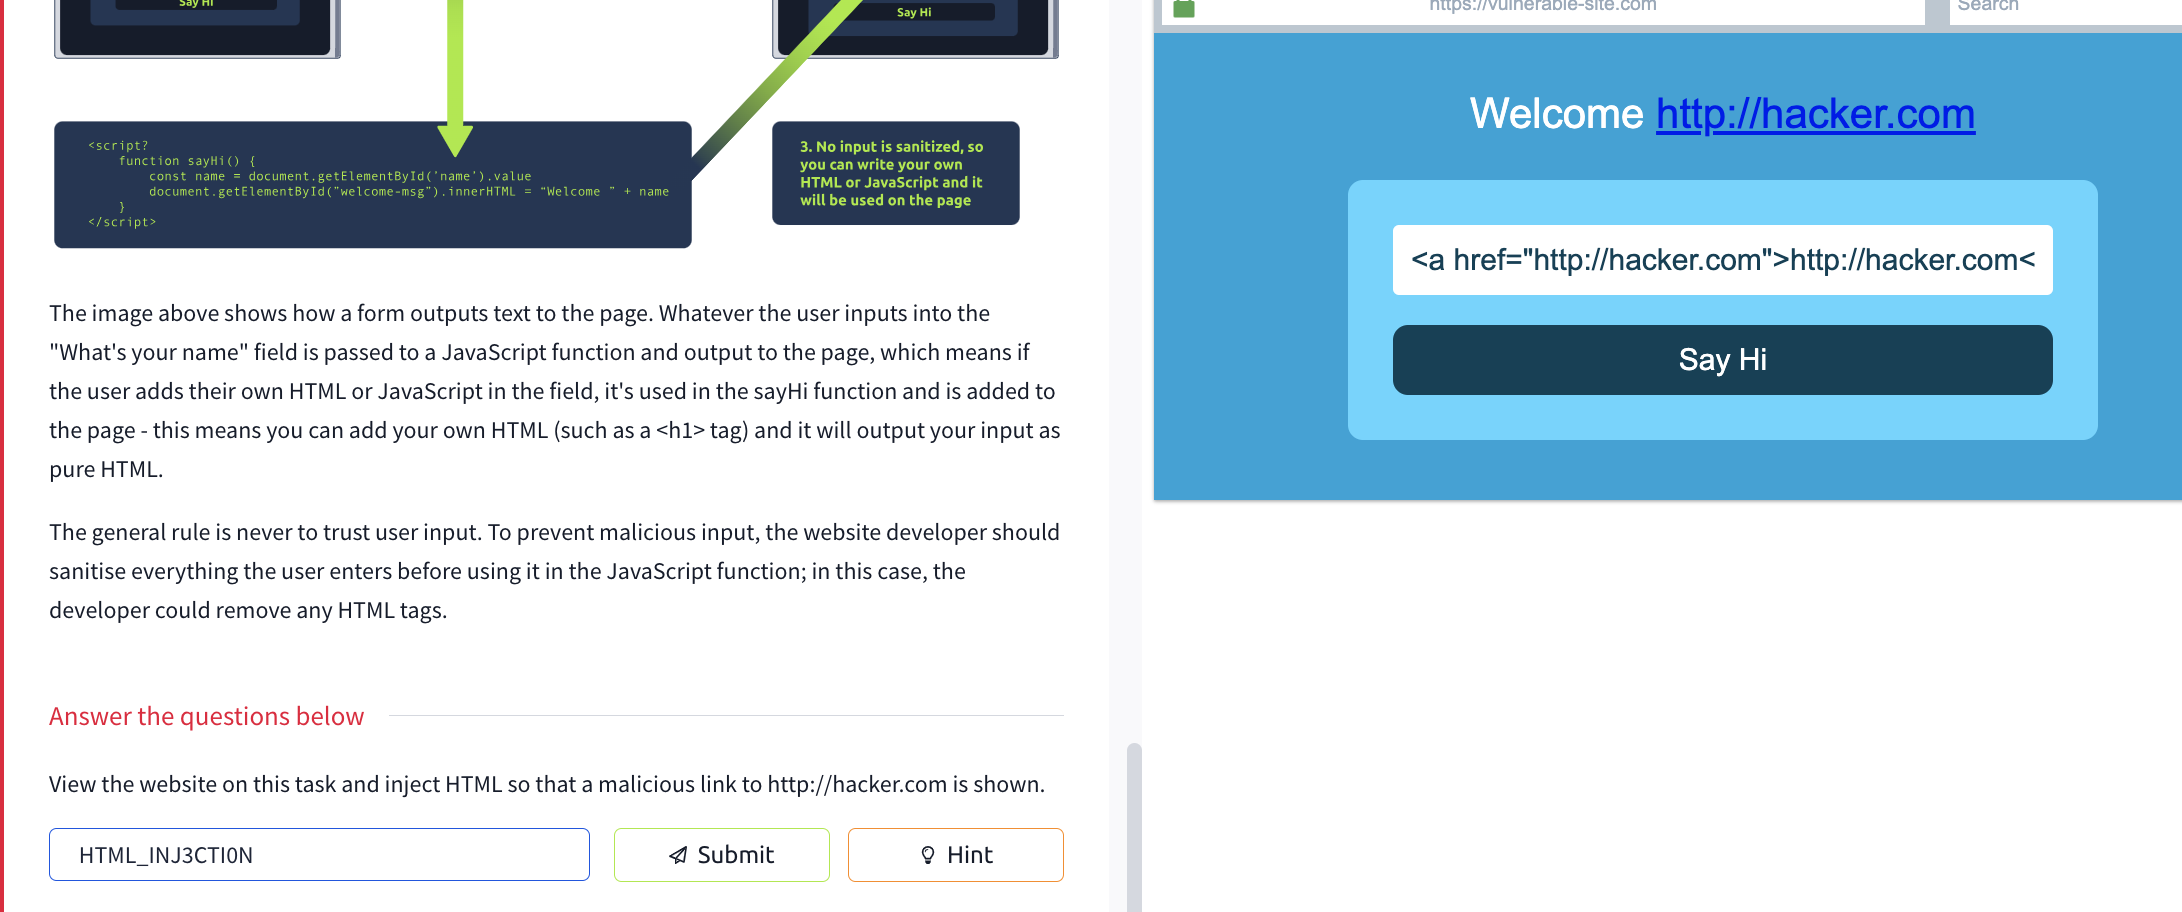 Say Hi
Say Hi
<script?
function sayHi() {
const name = document.getElementById('name').value
document.getElementById("welcome-msg").innerHTML = "Welcome " + name
}
</script>
3. No input is sanitized, so
you can write your own
HTML or JavaScript and it
will be used on the page
The image above shows how a form outputs text to the page. Whatever the user inputs into the
"What's your name" field is passed to a JavaScript function and output to the page, which means if
the user adds their own HTML or JavaScript in the field, it's used in the sayHi function and is added to
the page - this means you can add your own HTML (such as a <h1> tag) and it will output your input as
pure HTML.
The general rule is never to trust user input. To prevent malicious input, the website developer should
sanitise everything the user enters before using it in the JavaScript function; in this case, the
developer could remove any HTML tags.
Answer the questions below
View the website on this task and inject HTML so that a malicious link to http://hacker.com is shown.
HTML_INJ3CTI0N
Submit
Hint
https://vulnerable-site.com
Search
Welcome http://hacker.com
<a href="http://hacker.com">http://hacker.com<
Say Hi